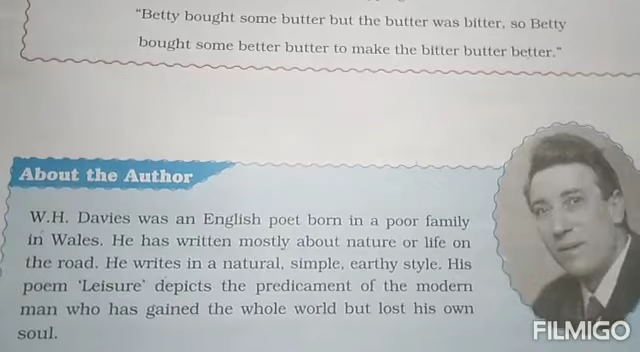 "Betty bought some butter but the butter was bitter, so Betty
bought some better butter to make the bitter butter better."
About the Author
W.H. Davies was an English poet born in a poor family
in Wales. He has written mostly about nature or life on
the road. He writes in a natural, simple, earthy style. His
poem 'Leisure' depicts the predicament of the modern
man who has gained the whole world but lost his own
soul.
FILMIGO